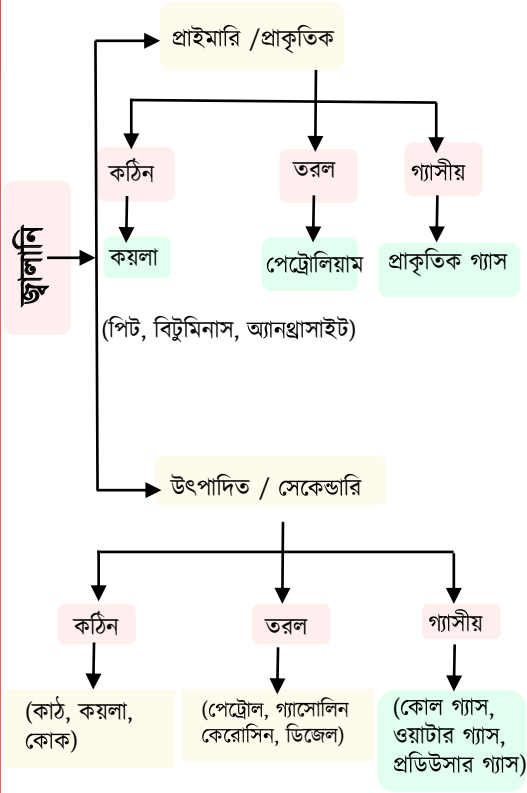 প্রাইমারি /প্রাকৃতিক
কঠিন
তরল
গ্যাসীয়
জ্বালানি
কয়লা
পেট্রোলিয়াম
প্রাকৃতিক গ্যাস
(পিট, বিটুমিনাস, অ্যানথ্রাসাইট)
উৎপাদিত / সেকেন্ডারি
কঠিন
তরল
গ্যাসীয়
(কাঠ, কয়লা,
কোক)
(পেট্রোল, গ্যাসোলিন
কেরোসিন, ডিজেল)
(কোল গ্যাস,
ওয়াটার গ্যাস,
প্রডিউসার গ্যাস)